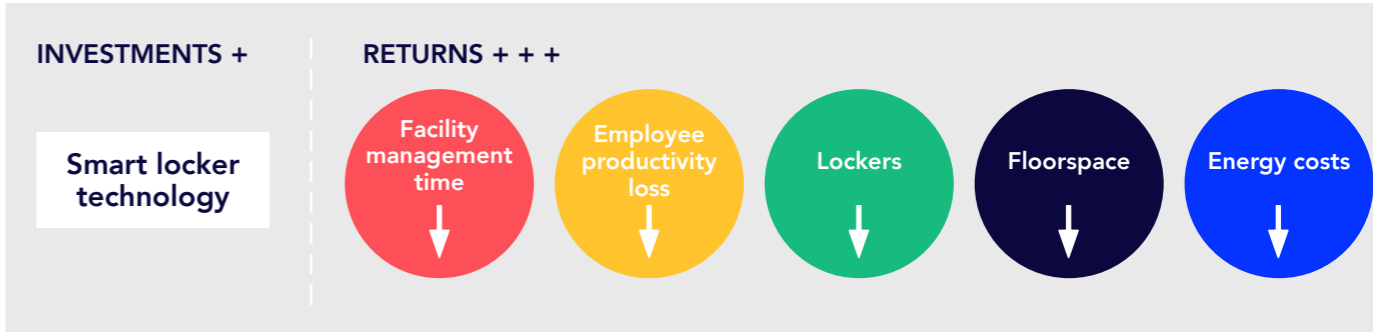 INVESTMENTS +
RETURNS + + +
Smart locker
technology
Facility
management
time
Employee
productivity
loss
Lockers
Floorspace
Energy costs